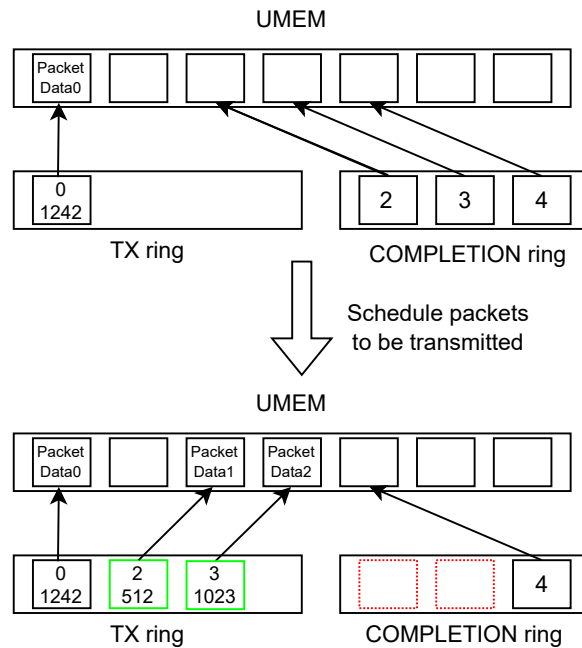 UMEM
Packet
Data0
0
1242
2
3
4
TX ring
COMPLETION ring
Schedule packets
to be transmitted
UMEM
Packet
Data0
Packet
Data1
Packet
Data2
0
1242
2
512
3
1023
4
TX ring
COMPLETION ring